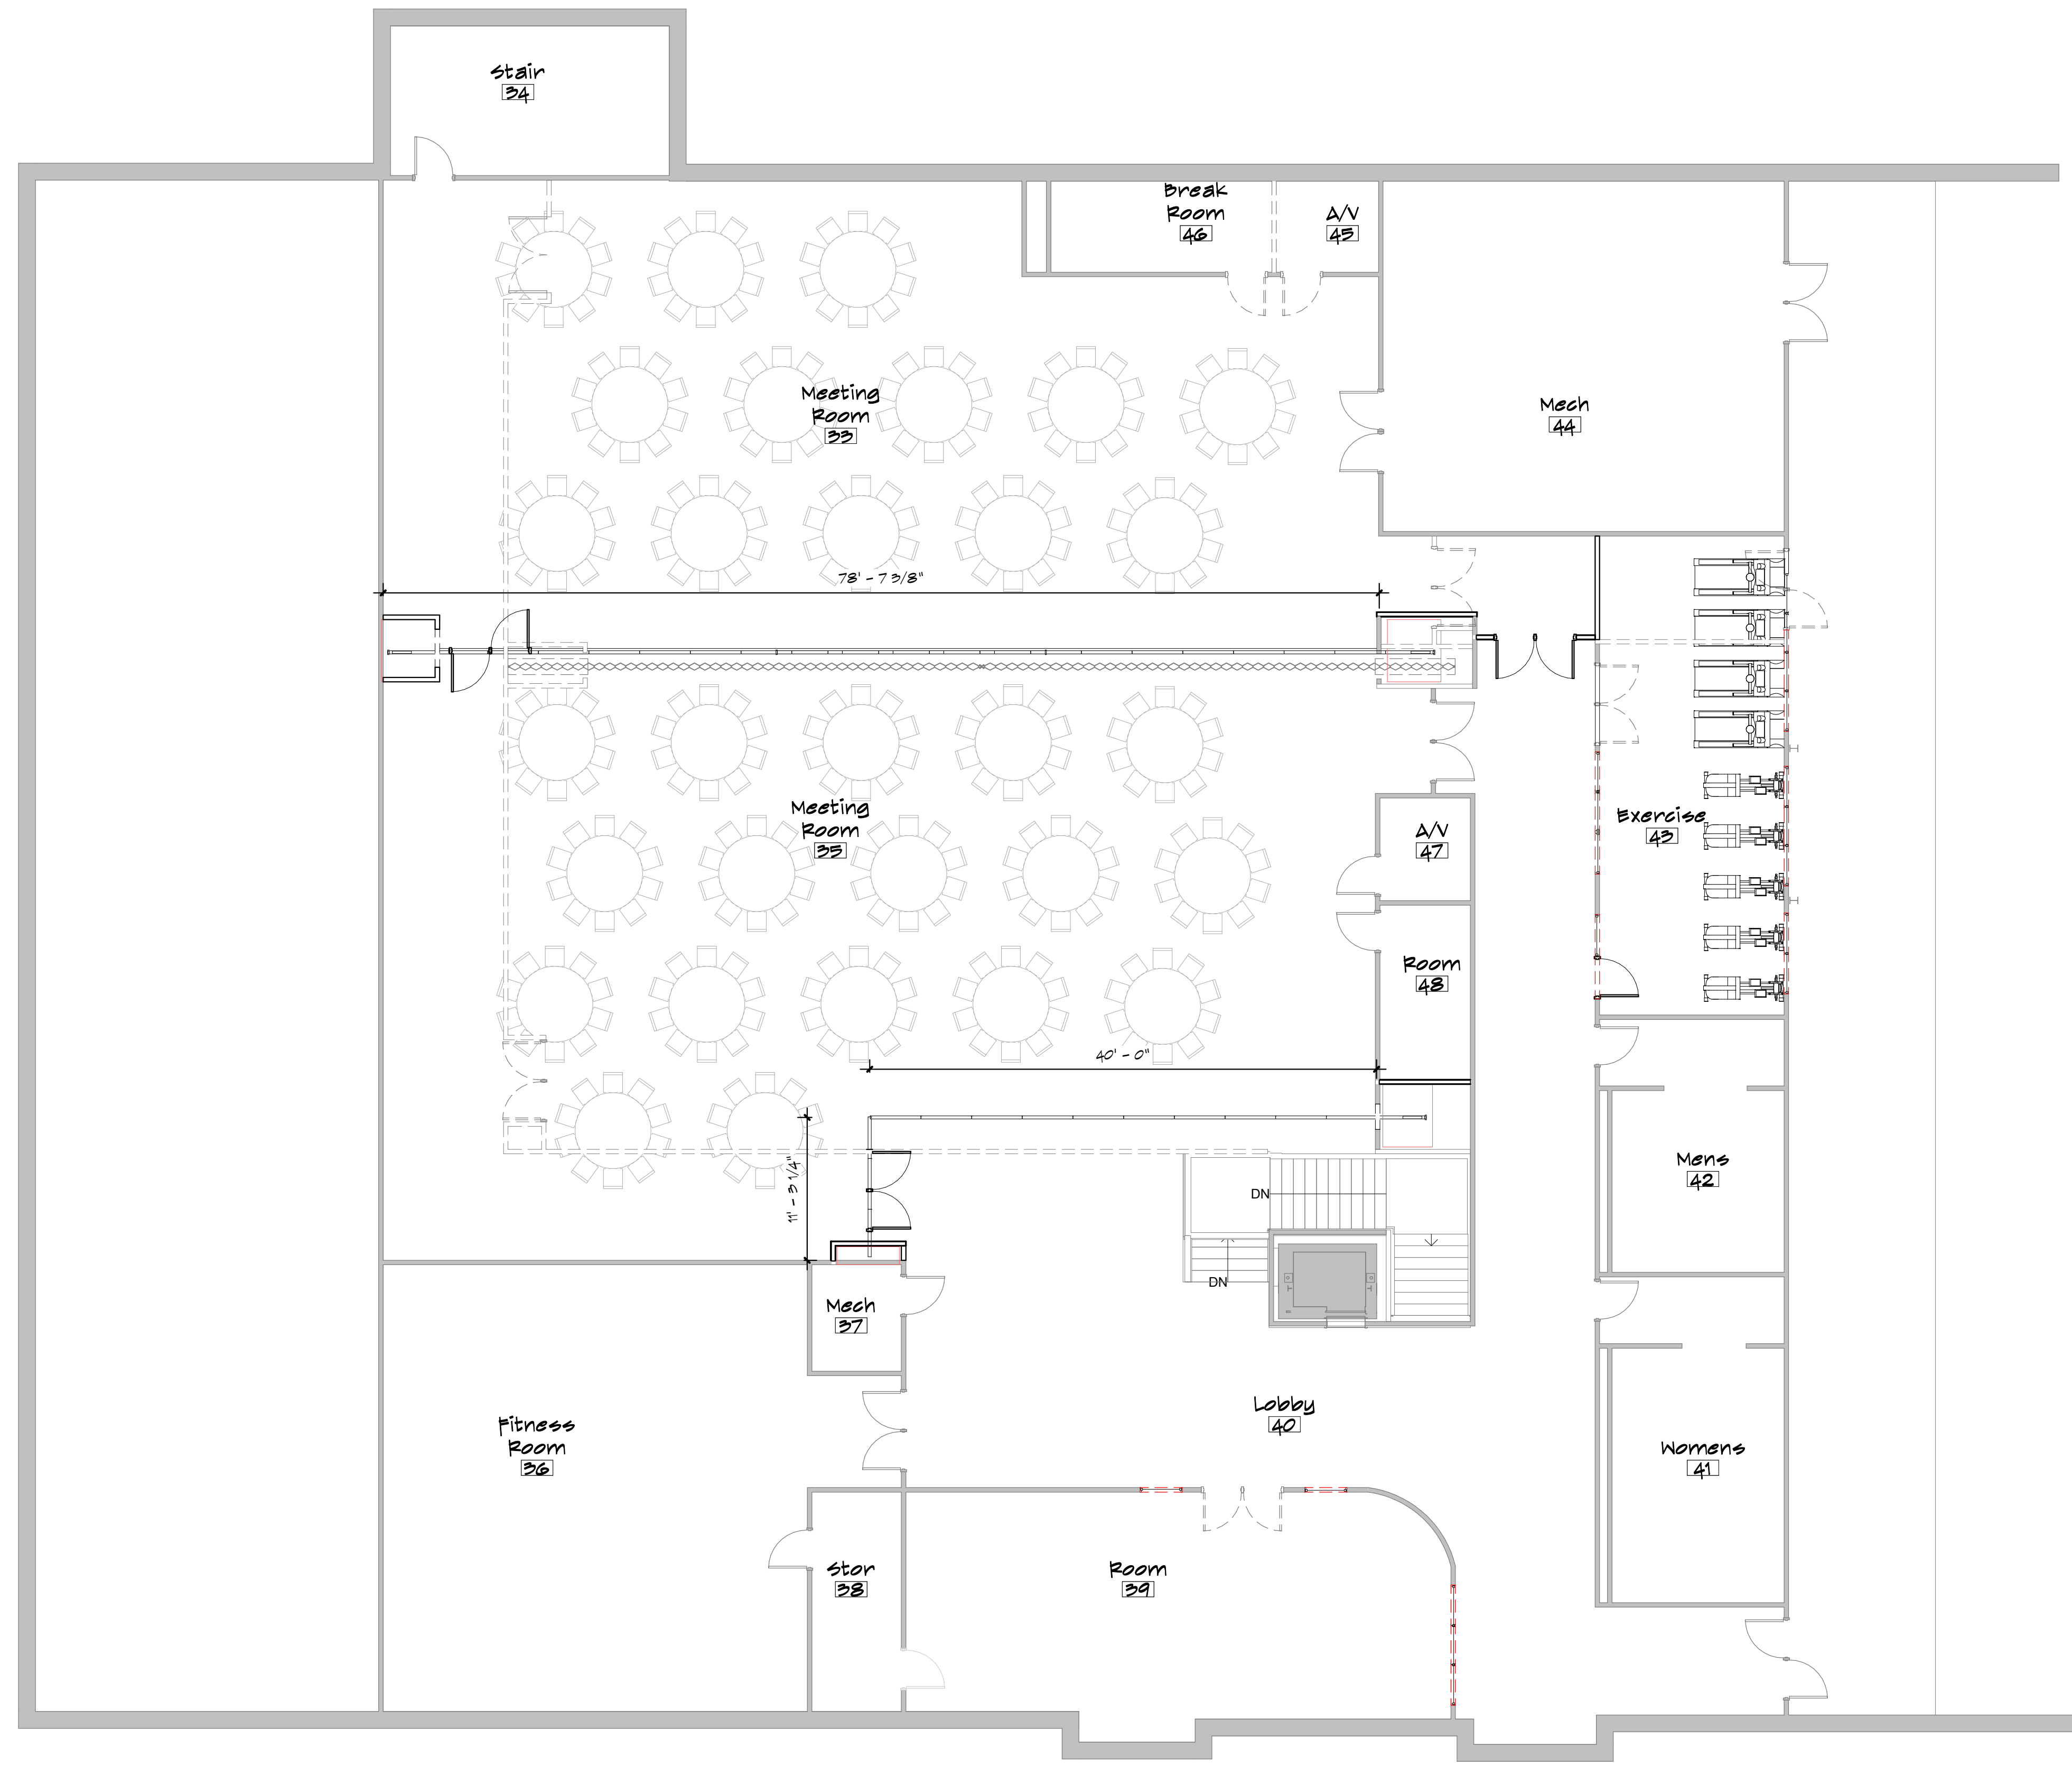 Stair
34
Break
Room
46
A/V
45
Meeting
Room
33
Mech
44
78' - 7 3/8"
Meeting
Room
35
A/V
47
Exercise
43
Room
48
40' - 0"
11' - 3 1/4"
DN
DN
Mens
42
Mech
37
Lobby
40
Fitness
Room
36
Womens
41
Stor
38
Room
39